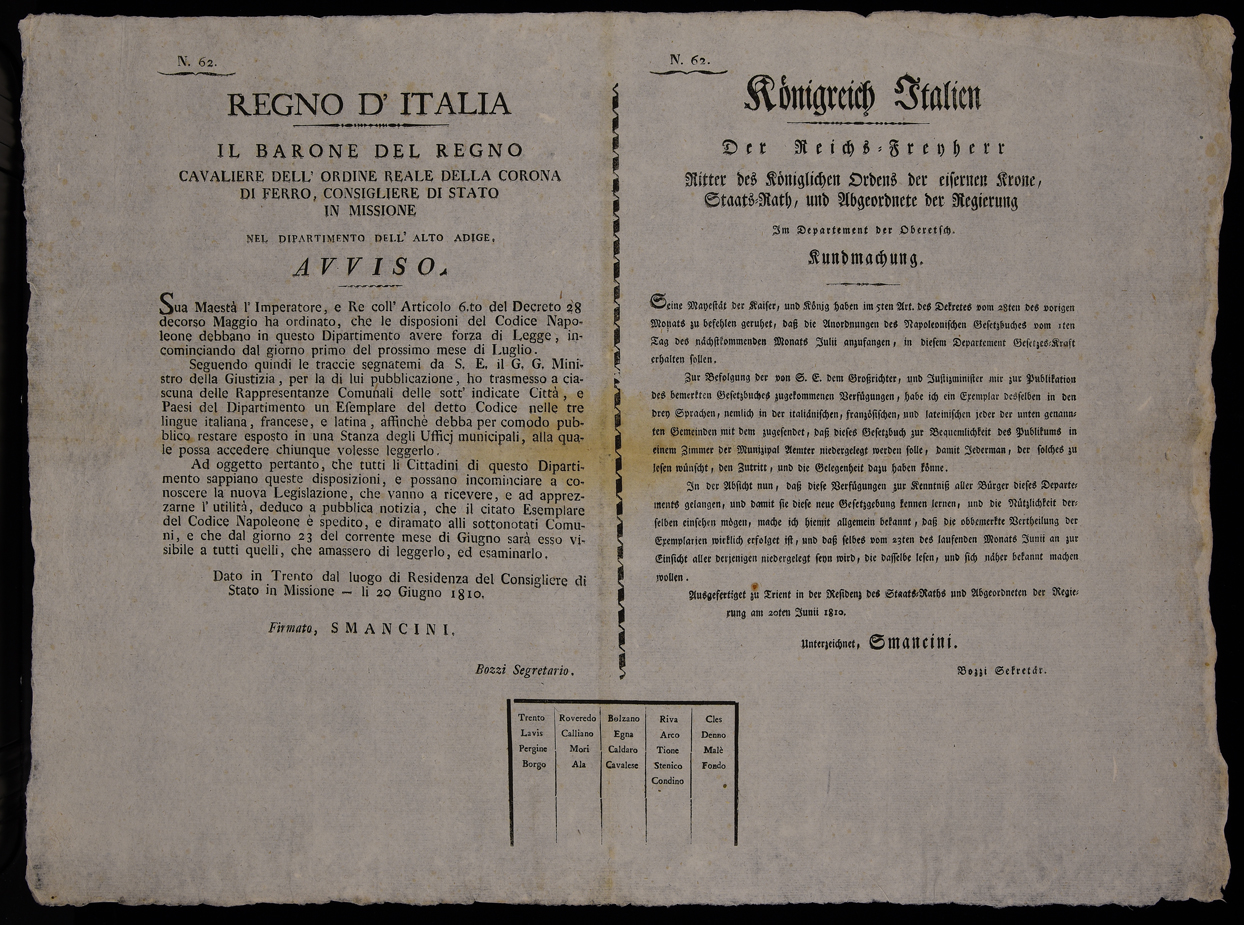 N. 62.
REGNO D' ITALIA
IL BARONE DEL REGNO
CAVALIERE DELL' ORDINE REALE DELLA CORONA
DI FERRO, CONSIGLIERE DI STATO
IN MISSIONE
NEL DIPARTIMENTO DELL' ALTO ADIGE,
AVVISO.
Sua Maestà l' Imperatore, e Re coll' Articolo 6.to del Decreto 28
decorso Maggio ha ordinato, che le disposioni del Codice Napo-
leone debbano in questo Dipartimento avere forza di Legge, in-
cominciando dal giorno primo del prossimo mese di Luglio.
Seguendo quindi le traccie segnatemi da S. E. il G. G. Mini-
stro della Giustizia, per la di lui pubblicazione, ho trasmesso a cia-
scuna delle Rappresentanze Comunali delle sott' indicate Città, e
Paesi del Dipartimento un Esemplare del detto Codice nelle tre
lingue italiana, francese, e latina, affinchè debba per comodo pub-
blico restare esposto in una Stanza degli Ufficj municipali, alla qua-
le possa accedere chiunque volesse leggerlo.
Ad oggetto pertanto, che tutti li Cittadini di questo Diparti-
mento sappiano queste disposizioni, e possano incominciare a co-
noscere la nuova Legislazione, che vanno a ricevere, e ad apprez-
zarne l' utilità, deduco a pubblica notizia, che il citato Esemplare
del Codice Napoleone è spedito, e diramato alli sottonotati Comu-
ni, e che dal giorno 23 del corrente mese di Giugno sarà esso vi-
sibile a tutti quelli, che amassero di leggerlo, ed esaminarlo.
Dato in Trento dal luogo di Residenza del Consigliere di
Stato in Missione — li 20 Giugno 1810.
Firmato, SMANCINI.
Bozzi Segretario.
N. 62.
Königreich Italien
Der Reichs-Freyherr
Ritter des Königlichen Ordens der eisernen Krone,
Staats-Rath, und Abgeordnete der Regierung
Im Departement der Oberetsch.
Kundmachung.
Seine Mayestät der Kaiser, und König haben im 5ten Art. des Dekretes vom 28ten des vorigen
Monats zu befehlen geruhet, daß die Anordnungen des Napoleonischen Gesetzbuches vom 1ten
Tag des nächstkommenden Monats Julii anzufangen, in diesem Departement Gesetzes-Kraft
erhalten sollen.
Zur Befolgung der von S. E. dem Großrichter, und Justizminister mir zur Publikation
des bemerkten Gesetzbuches zugekommenen Verfügungen, habe ich ein Exemplar desselben in den
drey Sprachen, nemlich in der italiänischen, französischen, und lateinischen jeder der unten genann-
ten Gemeinden mit dem zugesendet, daß dieses Gesetzbuch zur Bequemlichkeit des Publikums in
einem Zimmer der Munizipal Aemter niedergelegt werden solle, damit Jederman, der solches zu
lesen wünscht, den Zutritt, und die Gelegenheit dazu haben könne.
In der Absicht nun, daß diese Verfügungen zur Kenntniß aller Bürger dieses Departe-
ments gelangen, und damit sie diese neue Gesetzgebung kennen lernen, und die Nützlichkeit der-
selben einsehen mögen, mache ich hiemit allgemein bekannt, daß die obbemerkte Vertheilung der
Exemplarien wirklich erfolget ist, und daß selbes vom 23ten des laufenden Monats Junii an zur
Einsicht aller derjenigen niedergelegt seyn wird, die dasselbe lesen, und sich näher bekannt machen
wollen.
Ausgefertiget zu Trient in der Residenz des Staats-Raths und Abgeordneten der Regie-
rung am 20ten Junii 1810.
Unterzeichnet, Smancini.
Bozzi Sekretär.
Trento Roveredo Bolzano Riva Cles
Lavis Calliano Egna Arco Denno
Pergine Mori Caldaro Tione Malè
Borgo Ala Cavalese Stenico Fondo
Condino